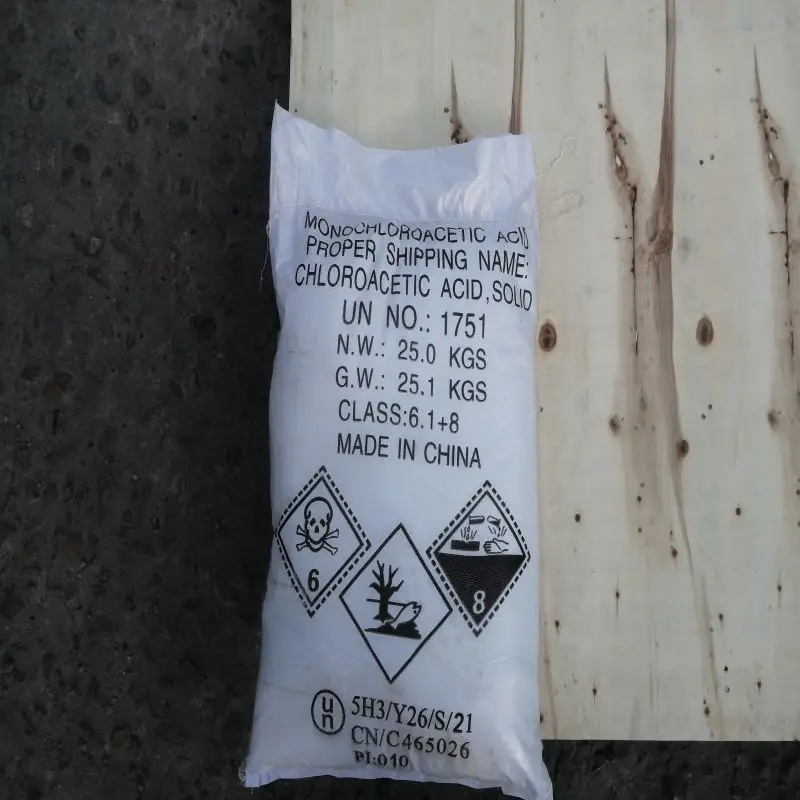 MONOCHLOROACETIC ACID
PROPER SHIPPING NAME:
CHLOROACETIC ACID,SOLID
UN NO.: 1751
N.W.: 25.0 KGS
G.W.: 25.1 KGS
CLASS:6.1+8
MADE IN CHINA
6
8
un
5H3/Y26/S/21
CN/C465026
PI:010